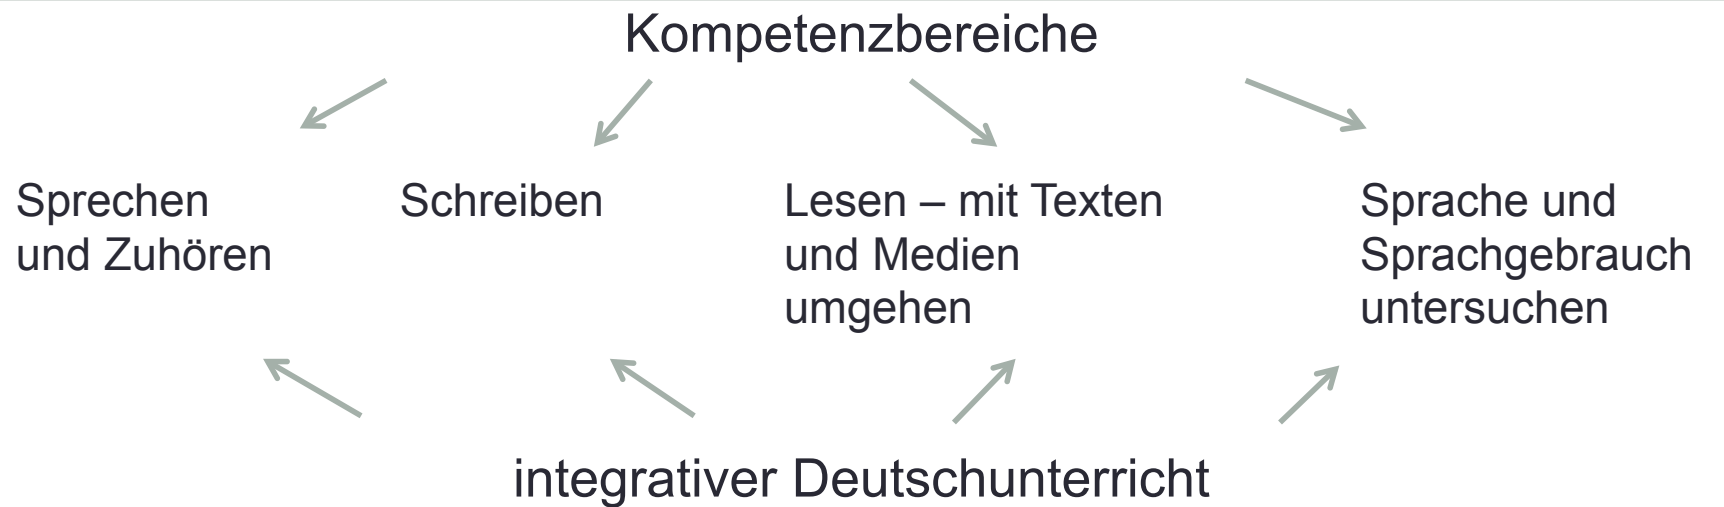 Kompetenzbereiche
Sprechen
und Zuhören
Schreiben
Lesen – mit Texten
und Medien
umgehen
Sprache und
Sprachgebrauch
untersuchen
integrativer Deutschunterricht